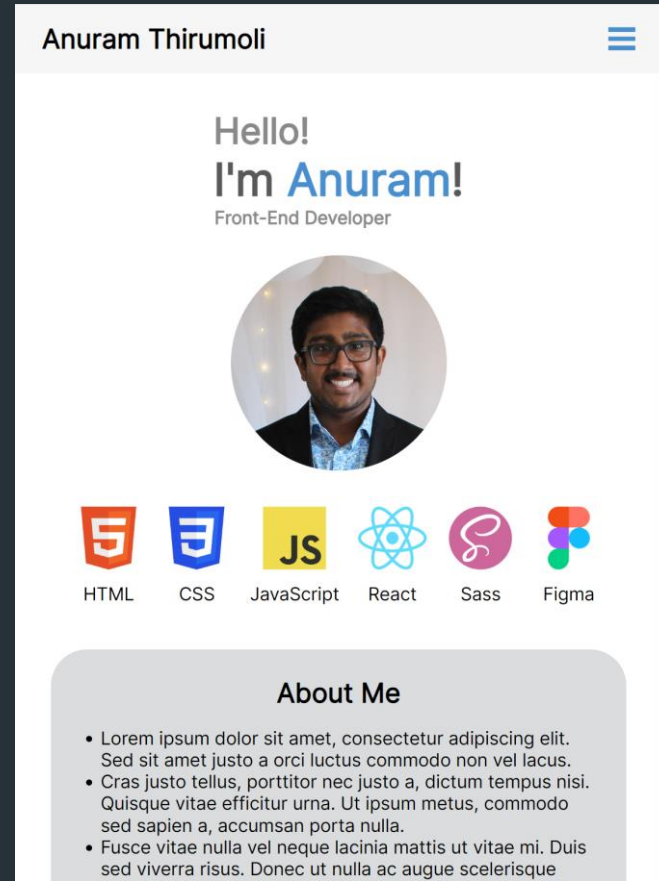 Anuram Thirumoli
Hello!
I'm Anuram!
Front-End Developer
5
3
JS
S
HTML
CSS
JavaScript
React
Sass
Figma
About Me
• Lorem ipsum dolor sit amet, consectetur adipiscing elit.
Sed sit amet justo a orci luctus commodo non vel lacus.
• Cras justo tellus, porttitor nec justo a, dictum tempus nisi.
Quisque vitae efficitur urna. Ut ipsum metus, commodo
sed sapien a, accumsan porta nulla.
• Fusce vitae nulla vel neque lacinia mattis ut vitae mi. Duis
sed viverra risus. Donec ut nulla ac augue scelerisque